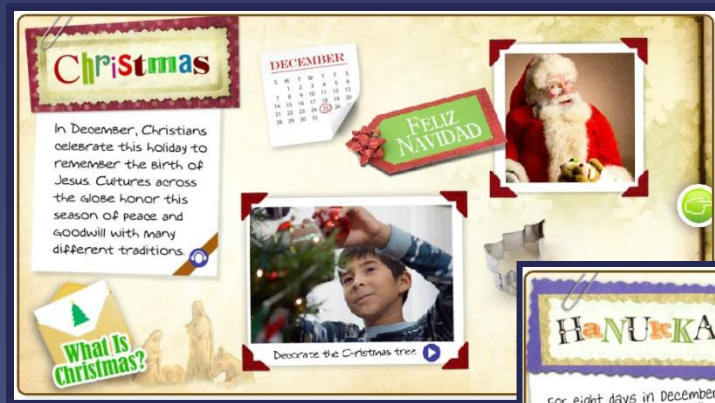 Christmas
In December, Christians
celebrate this holiday to
remember the Birth of
Jesus. Cultures across
the globe honor this
season of peace and
goodwill with many
different traditions.
DECEMBER
S M T W T F S
FELIZ
NAVIDAD
What Is
Christmas?
Decorate the Christmas tree
HaNUkKA
For eight days in December